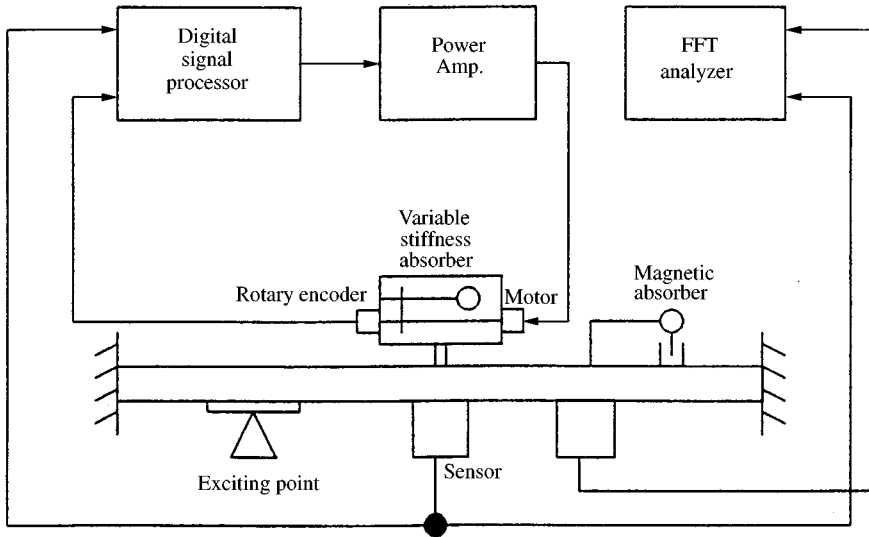 Digital
signal
processor
Power
Amp.
FFT
analyzer
Variable
stiffness
absorber
Rotary encoder
Motor
Magnetic
absorber
Exciting point
Sensor